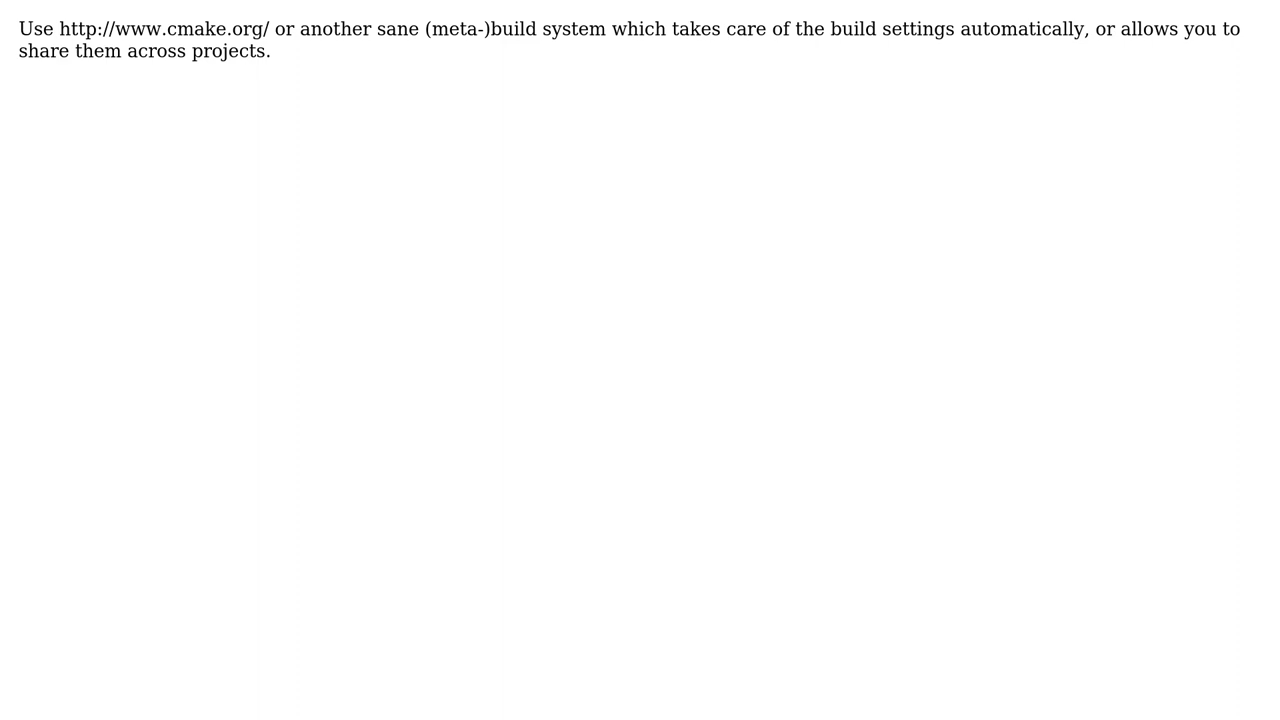 Use http://www.cmake.org/ or another sane (meta-)build system which takes care of the build settings automatically, or allows you to
share them across projects.